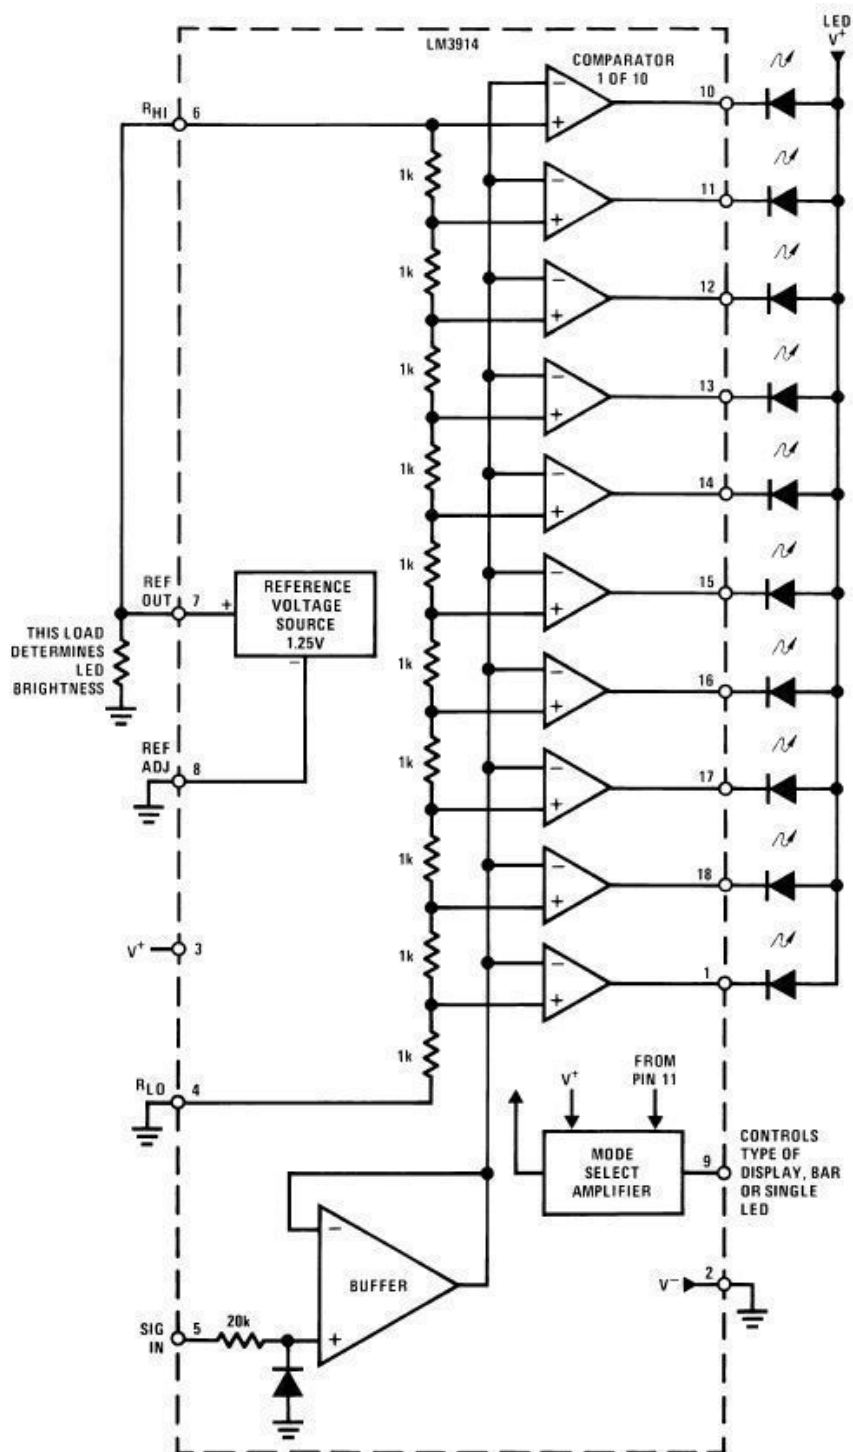 LED
V+
LM3914
COMPARATOR
1 OF 10
−
+
10
RHI
6
1k
−
+
11
1k
−
+
12
1k
−
+
13
1k
−
+
14
1k
−
+
15
REF
OUT
7
+
REFERENCE
VOLTAGE
SOURCE
1.25V
−
THIS LOAD
DETERMINES
LED
BRIGHTNESS
1k
−
+
16
REF
ADJ
8
1k
−
+
17
1k
−
+
18
V+
3
1k
−
+
1
1k
RLO
4
V+
FROM
PIN 11
MODE
SELECT
AMPLIFIER
9
CONTROLS
TYPE OF
DISPLAY, BAR
OR SINGLE
LED
−
BUFFER
+
V−
2
SIG
IN
5
20k